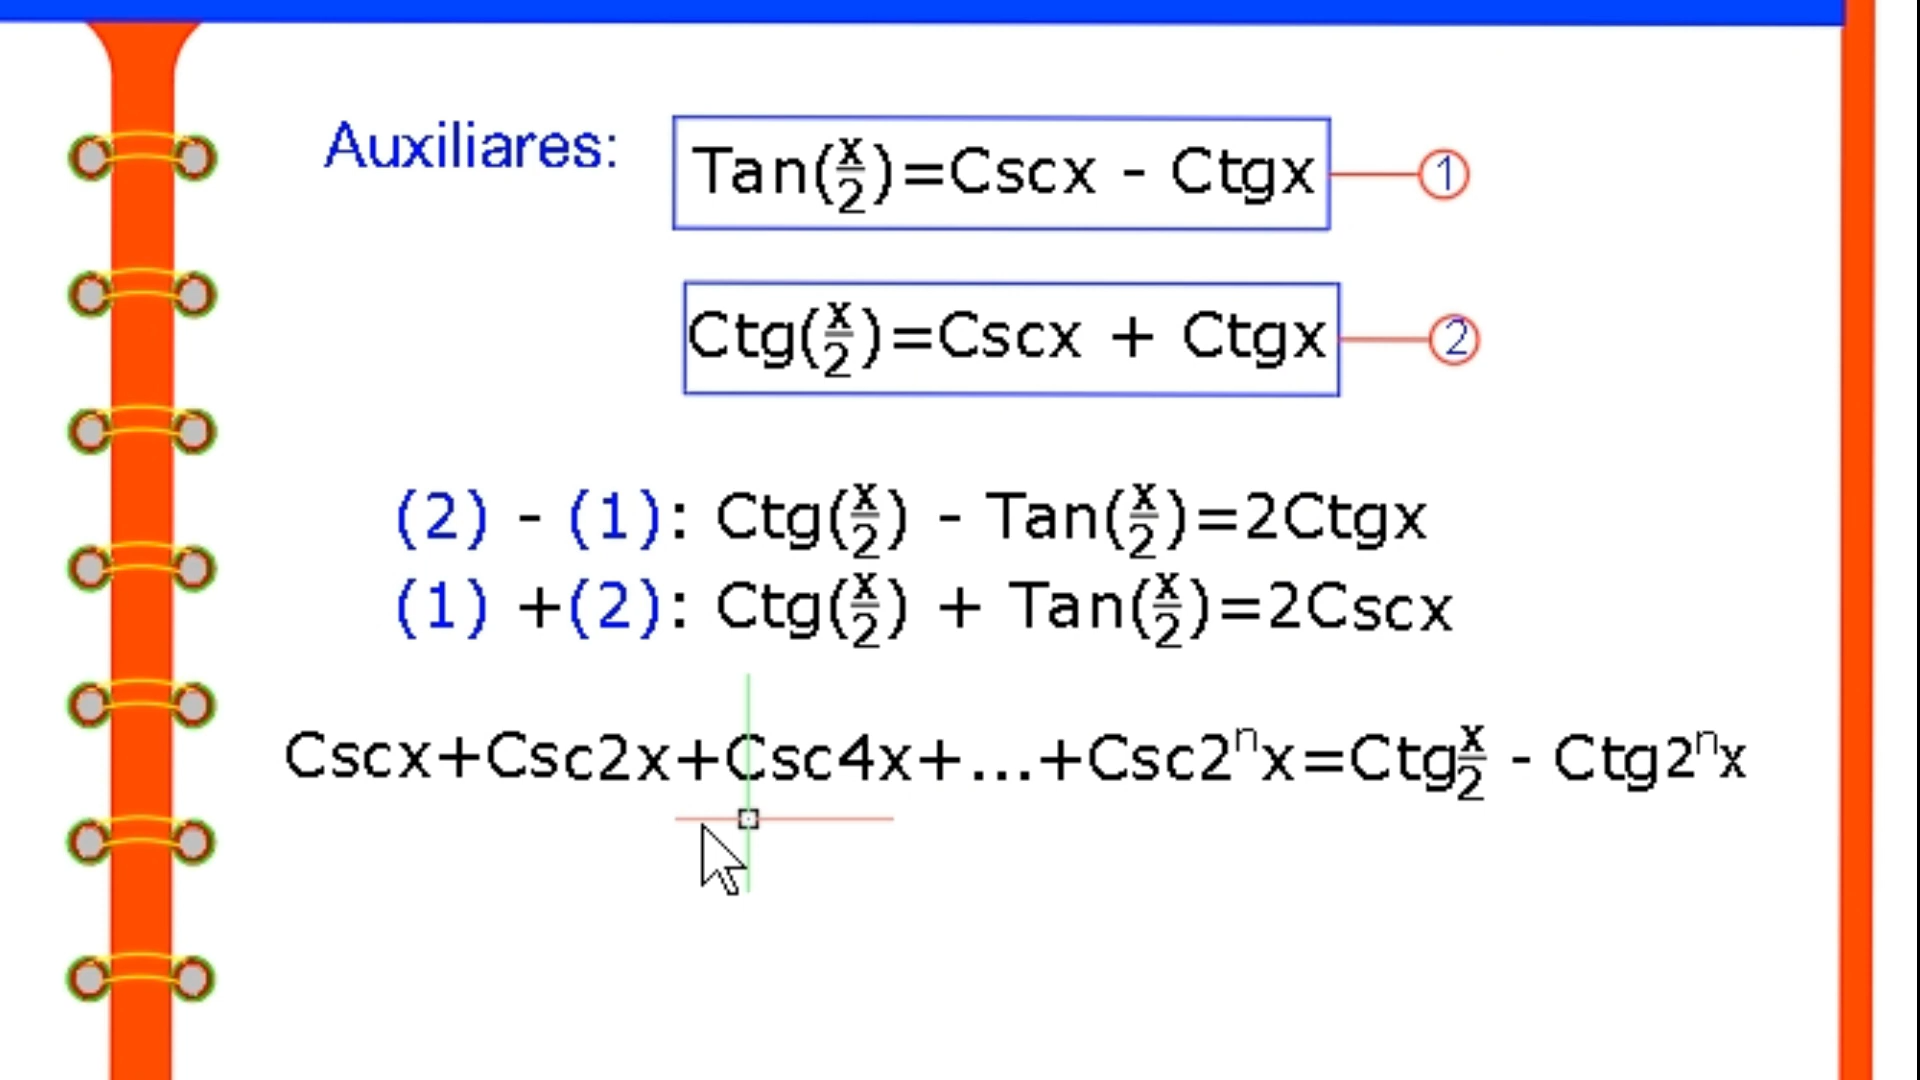 Auxiliares: Tan(x/2)=Cscx - Ctgx 1
Ctg(x/2)=Cscx + Ctgx 2
(2) - (1): Ctg(x/2) - Tan(x/2)=2Ctgx
(1) +(2): Ctg(x/2) + Tan(x/2)=2Cscx
Cscx+Csc2x+Csc4x+...+Csc2ⁿx=Ctgx/2 - Ctg2ⁿx